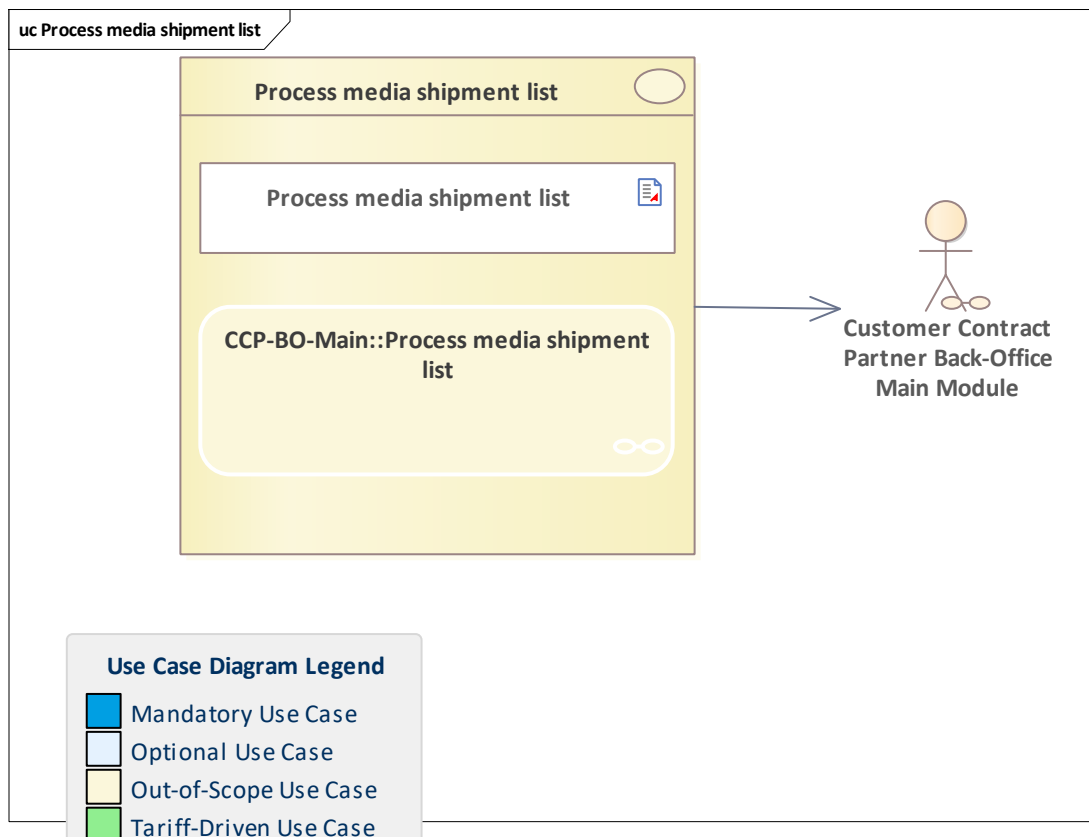 uc Process media shipment list
Process media shipment list
Process media shipment list
CCP-BO-Main::Process media shipment
list
Customer Contract
Partner Back-Office
Main Module
Use Case Diagram Legend
Mandatory Use Case
Optional Use Case
Out-of-Scope Use Case
Tariff-Driven Use Case